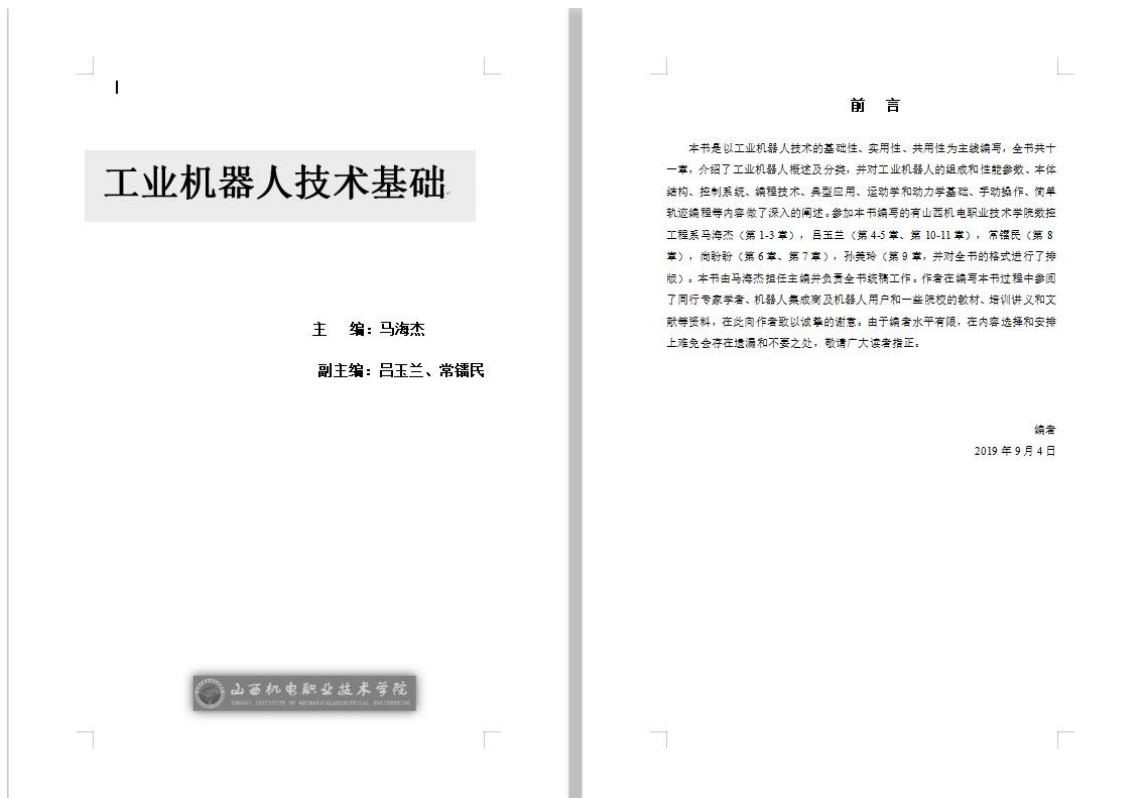 工业机器人技术基础
主 编：马海杰
副主编：吕玉兰、常镭民
山西机电职业技术学院
前 言
本书是以工业机器人技术的基础性、实用性、共用性为主线编写，全书共十
一章，介绍了工业机器人概述及分类，并对工业机器人的组成和性能参数、本体
结构、控制系统、编程技术、典型应用、运动学和动力学基础、手动操作、简单
轨迹编程等内容做了深入的阐述。参加本书编写的有山西机电职业技术学院数控
工程系马海杰（第 1-3 章），吕玉兰（第 4-5 章、第 10-11 章），常镭民（第 8
章），尚盼盼（第 6 章、第 7 章），孙美玲（第 9 章，并对全书的格式进行了排
版）。本书由马海杰担任主编并负责全书统稿工作。作者在编写本书过程中参阅
了同行专家学者、机器人集成商及机器人用户和一些院校的教材、培训讲义和文
献等资料，在此向作者致以诚挚的谢意。由于编者水平有限，在内容选择和安排
上难免会存在遗漏和不妥之处，敬请广大读者指正。
编者
2019 年 9 月 4 日